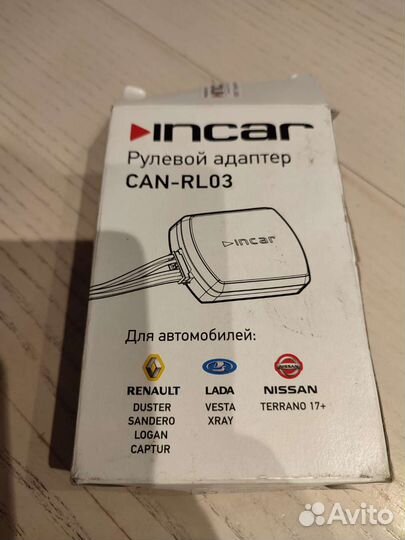 INCAR
Рулевой адаптер
CAN-RL03
INCAR
Для автомобилей:
RENAULT LADA NISSAN
DUSTER VESTA TERRANO 17+
SANDERO XRAY
LOGAN
CAPTUR
Avito